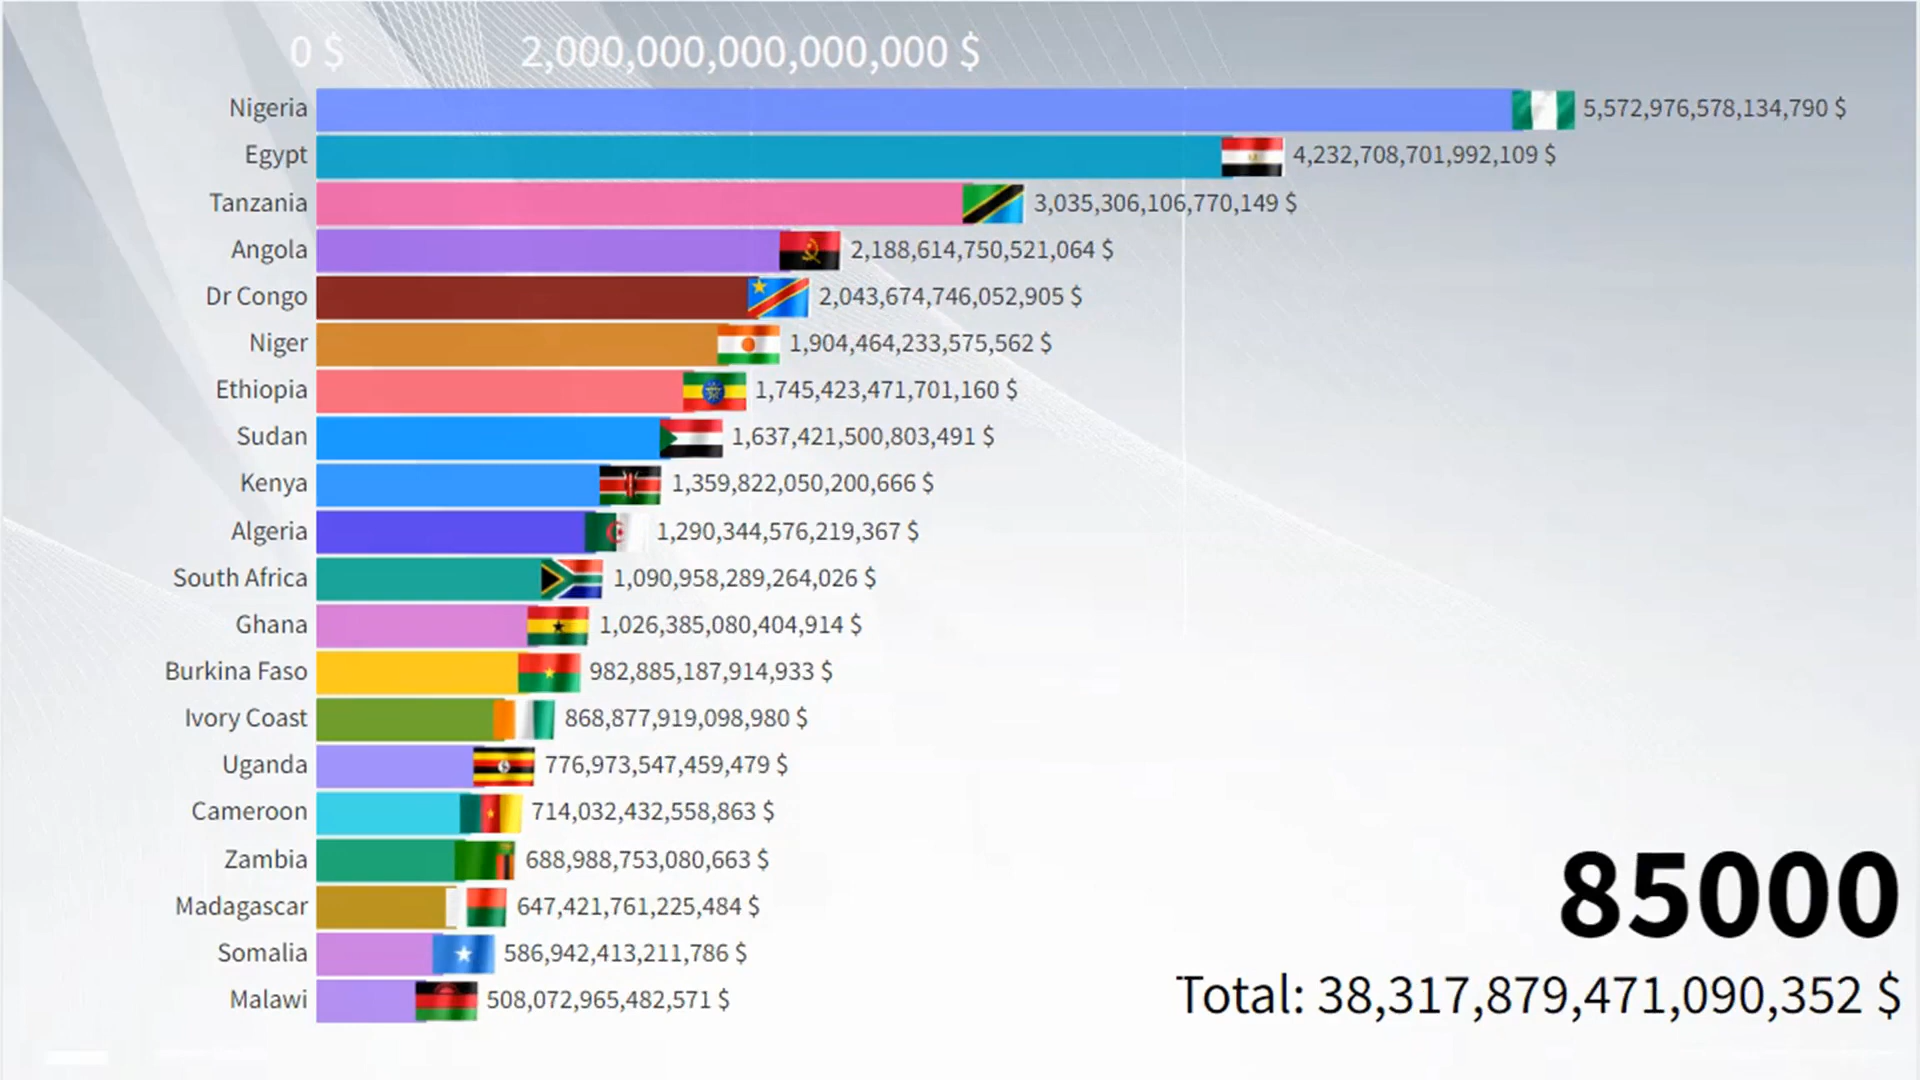 0 $ 2,000,000,000,000,000 $
Nigeria 5,572,976,578,134,790 $
Egypt 4,232,708,701,992,109 $
Tanzania 3,035,306,106,770,149 $
Angola 2,188,614,750,521,064 $
Dr Congo 2,043,674,746,052,905 $
Niger 1,904,464,233,575,562 $
Ethiopia 1,745,423,471,701,160 $
Sudan 1,637,421,500,803,491 $
Kenya 1,359,822,050,200,666 $
Algeria 1,290,344,576,219,367 $
South Africa 1,090,958,289,264,026 $
Ghana 1,026,385,080,404,914 $
Burkina Faso 982,885,187,914,933 $
Ivory Coast 868,877,919,098,980 $
Uganda 776,973,547,459,479 $
Cameroon 714,032,432,558,863 $
Zambia 688,988,753,080,663 $
Madagascar 647,421,761,225,484 $
Somalia 586,942,413,211,786 $
Malawi 508,072,965,482,571 $
85000
Total: 38,317,879,471,090,352 $